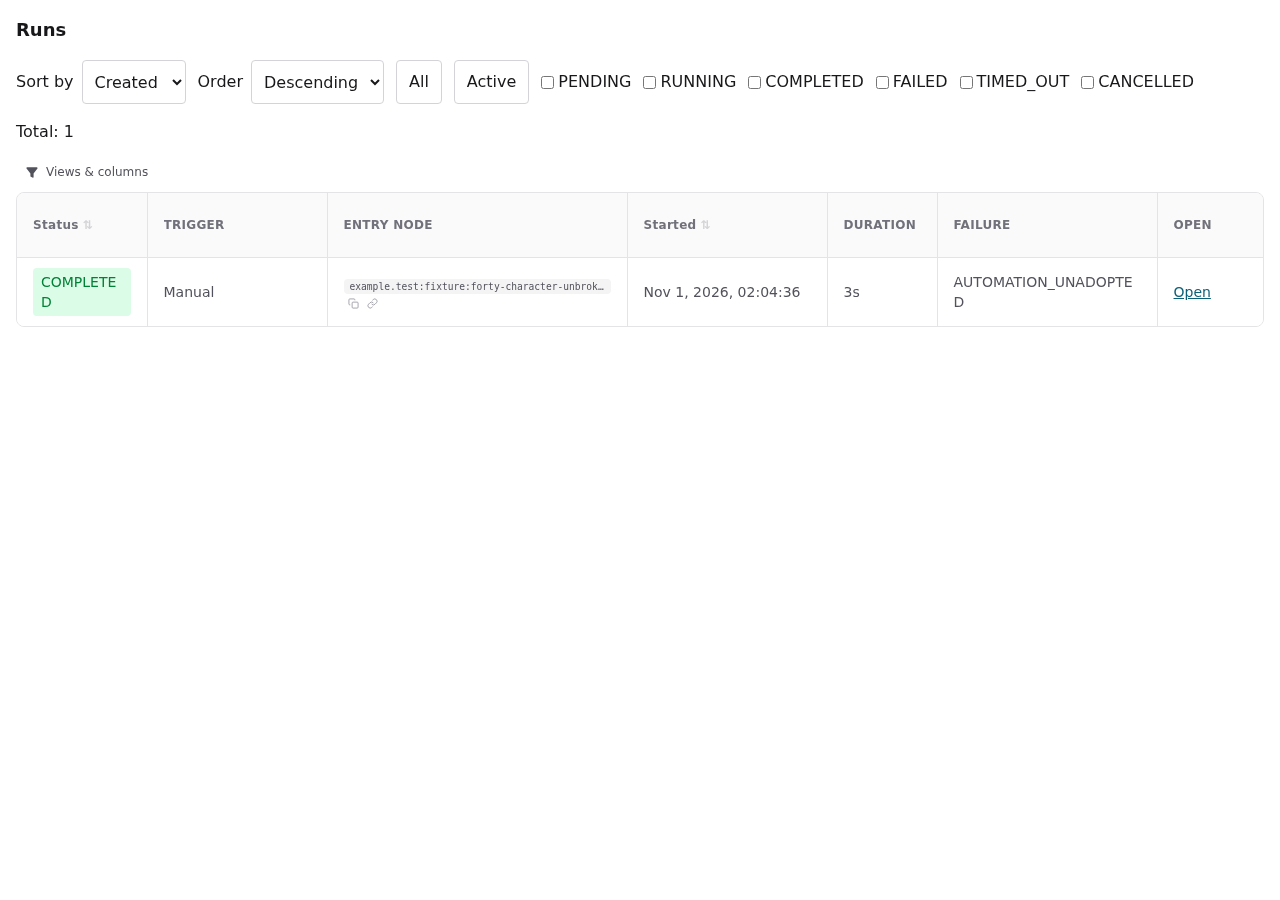 Runs
Sort by Created Order Descending All Active PENDING RUNNING COMPLETED FAILED TIMED_OUT CANCELLED
Total: 1
Views & columns
Status TRIGGER ENTRY NODE Started DURATION FAILURE OPEN
COMPLETE
D
Manual
example.test:fixture:forty-character-unbrok…
Nov 1, 2026, 02:04:36
3s
AUTOMATION_UNADOPTE
D
Open